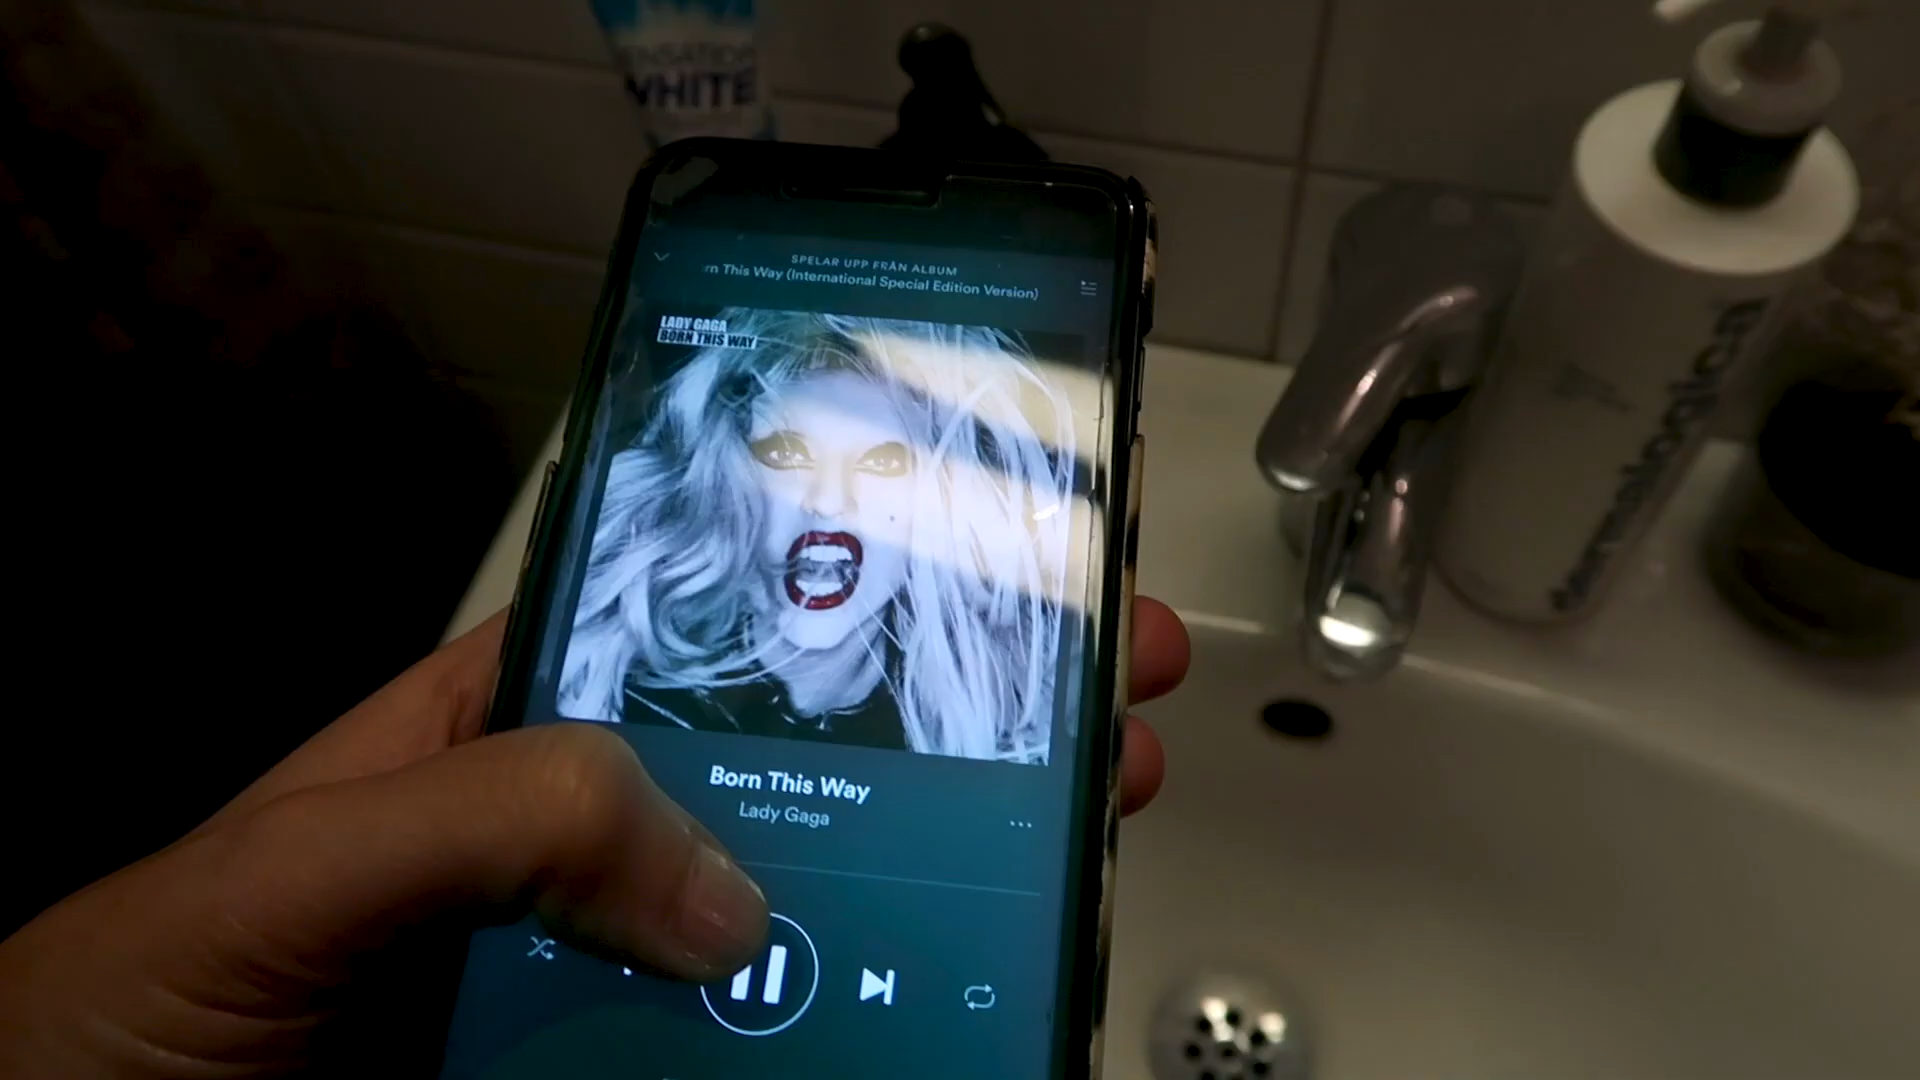 SENSATION
WHITE
SPELAR UPP FRÅN ALBUM
rn This Way (International Special Edition Version)
LADY GAGA
BORN THIS WAY
Born This Way
Lady Gaga